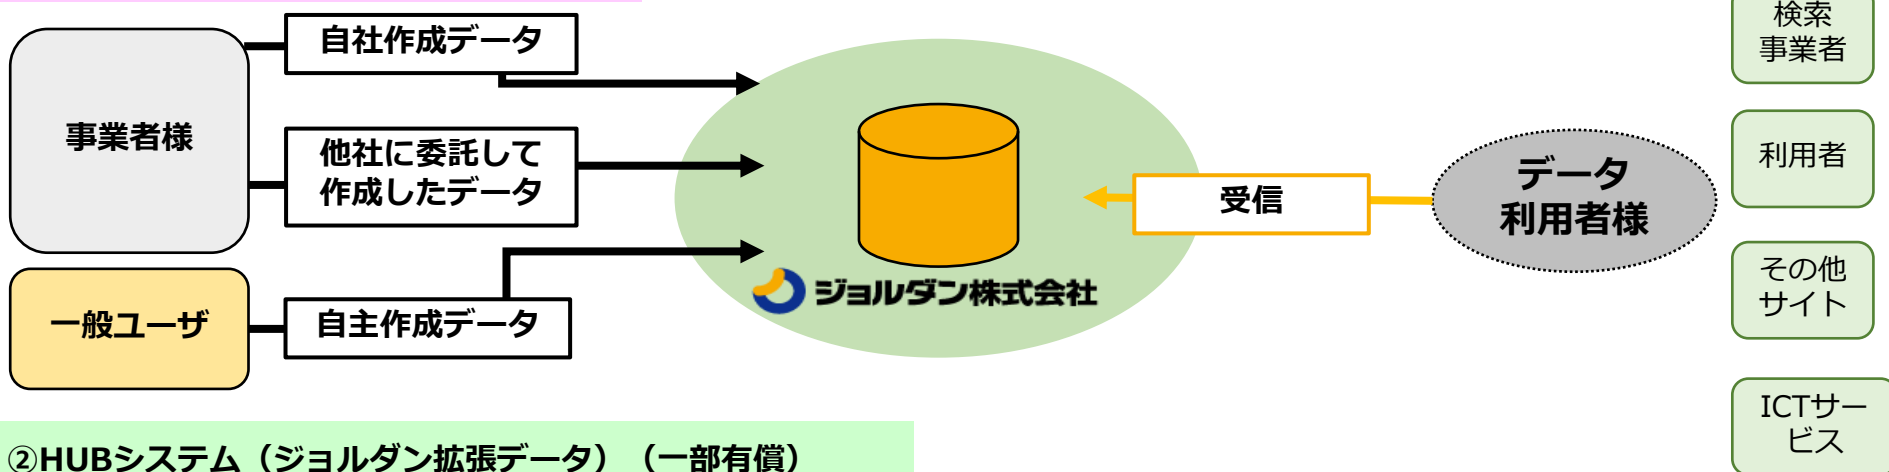 自社作成データ
事業者様
他社に委託して
作成したデータ
一般ユーザ
自主作成データ
ジョルダン株式会社
受信
データ
利用者様
検索
事業者
利用者
その他
サイト
ICTサー
ビス
②HUBシステム（ジョルダン拡張データ）（一部有償）